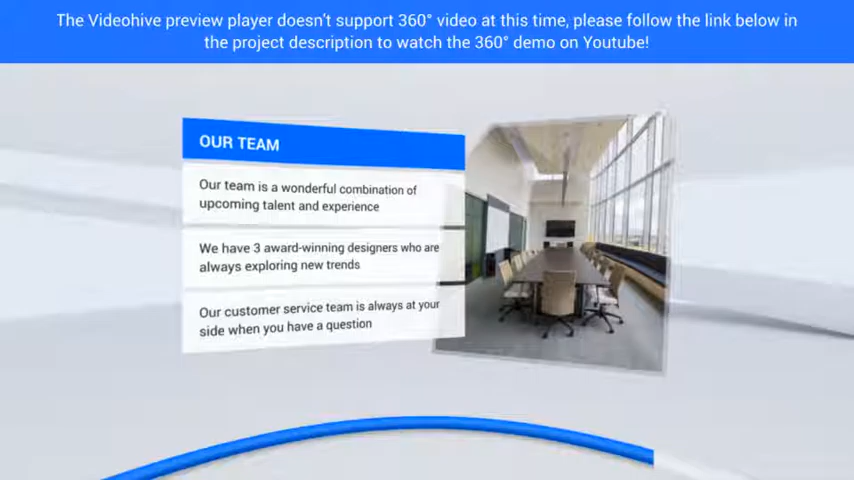 The Videohive preview player doesn't support 360° video at this time, please follow the link below in
the project description to watch the 360° demo on Youtube!
OUR TEAM
Our team is a wonderful combination of
upcoming talent and experience
We have 3 award-winning designers who are
always exploring new trends
Our customer service team is always at your
side when you have a question